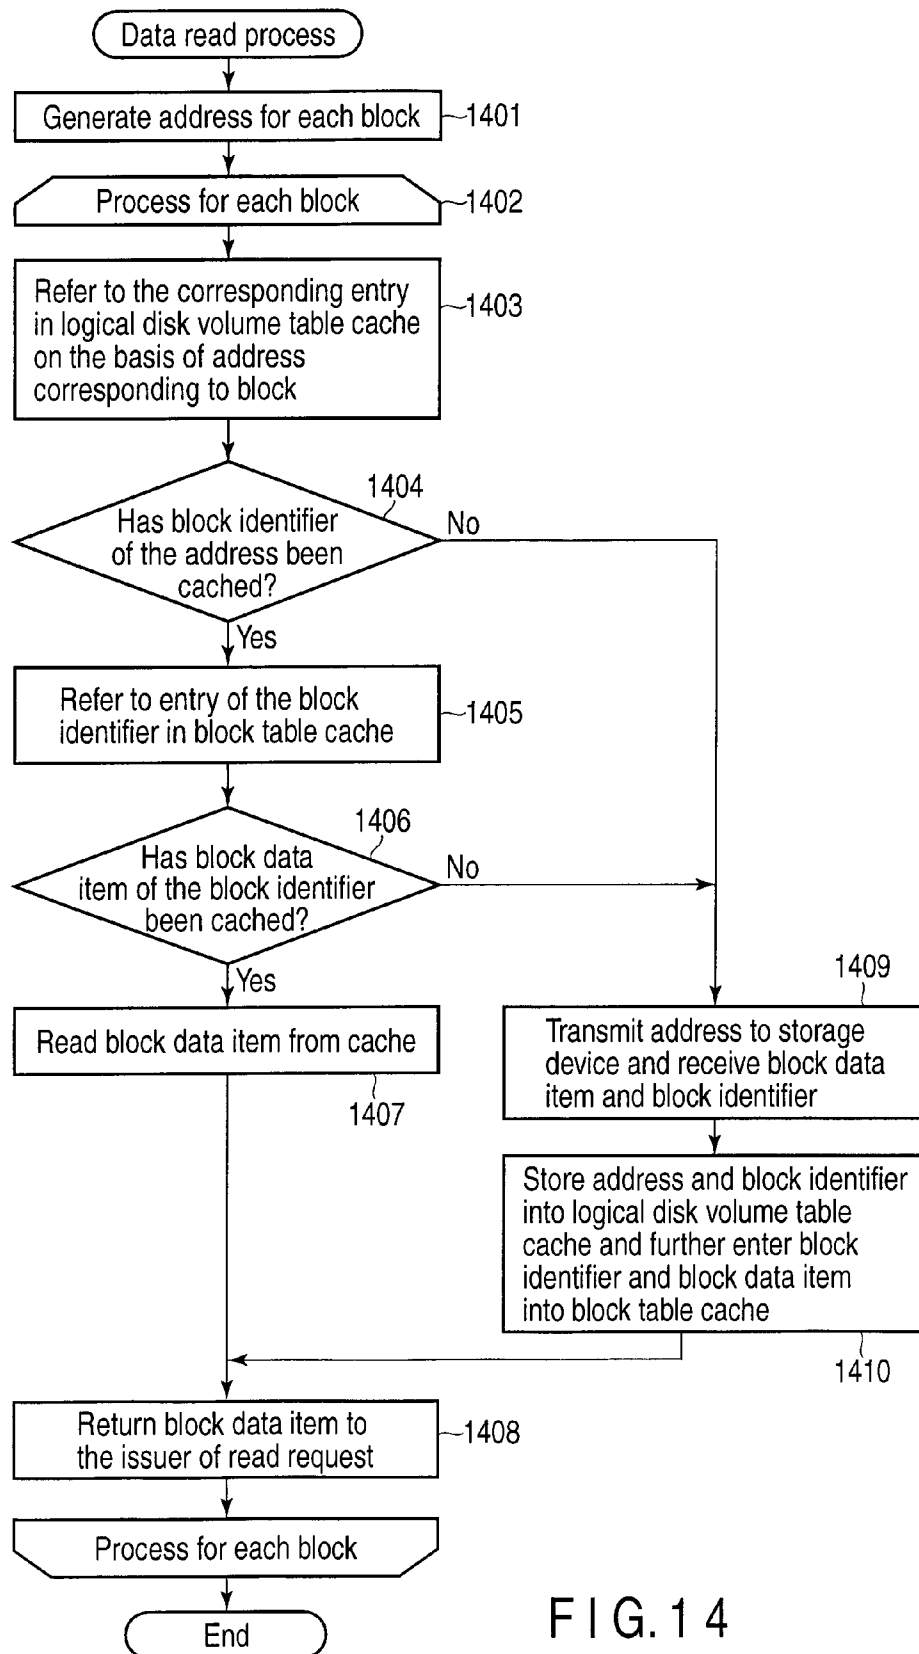 Data read process
Generate address for each block
1401
Process for each block
1402
Refer to the corresponding entry
in logical disk volume table cache
on the basis of address
corresponding to block
1403
1404
Has block identifier
of the address been
cached?
No
Yes
Refer to entry of the block
identifier in block table cache
1405
1406
Has block data
item of the block identifier
been cached?
No
Yes
Read block data item from cache
1407
1409
Transmit address to storage
device and receive block data
item and block identifier
Store address and block identifier
into logical disk volume table
cache and further enter block
identifier and block data item
into block table cache
1410
Return block data item to
the issuer of read request
1408
Process for each block
End
FIG.14